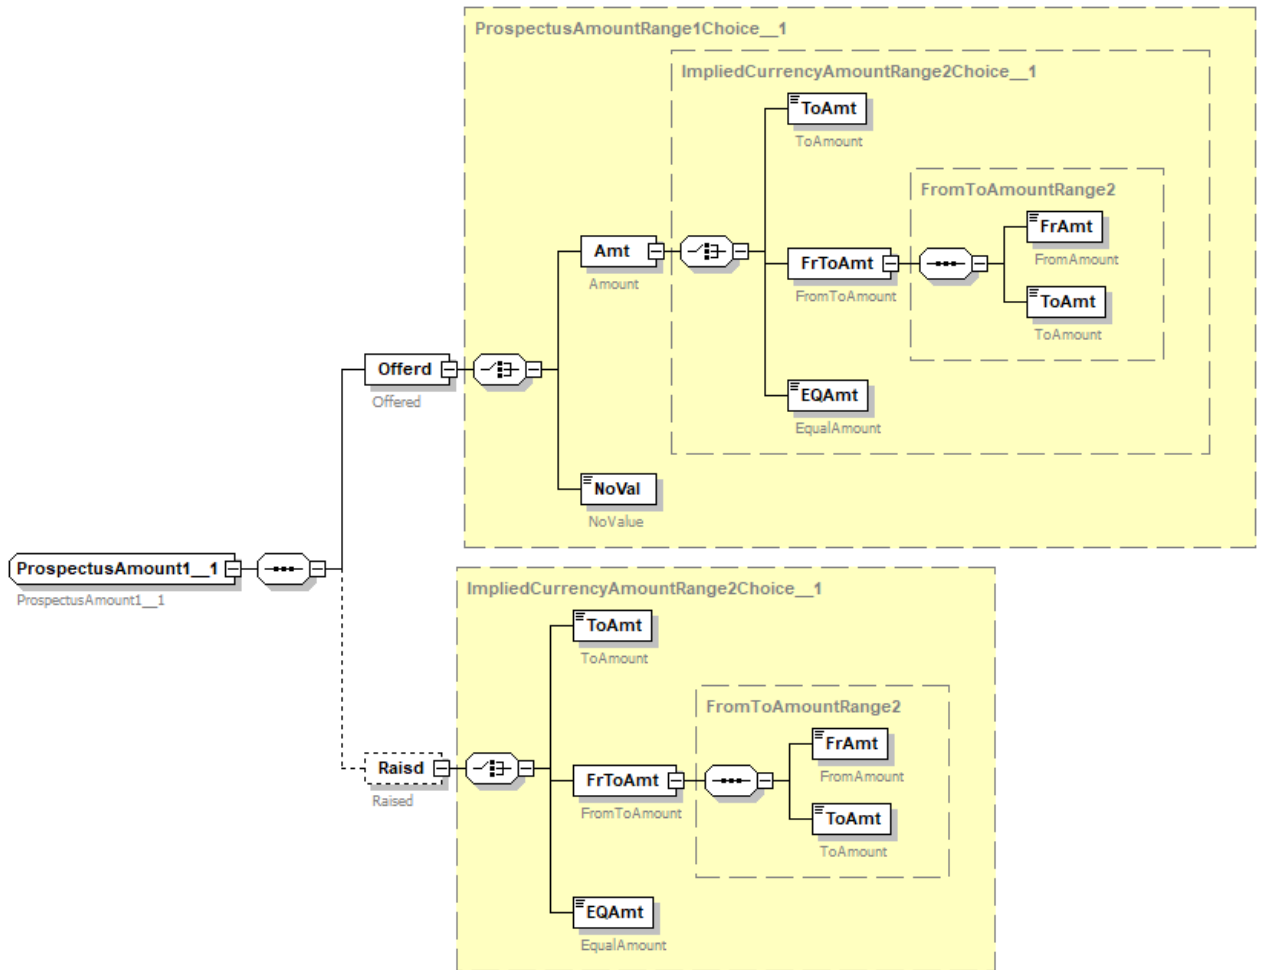 ProspectusAmountRange1Choice__1
ImpliedCurrencyAmountRange2Choice__1
ToAmt
ToAmount
FromToAmountRange2
FrAmt
FromAmount
Amt
Amount
FrToAmt
FromToAmount
ToAmt
ToAmount
Offerd
Offered
EQAmt
EqualAmount
NoVal
NoValue
ProspectusAmount1__1
ProspectusAmount1__1
ImpliedCurrencyAmountRange2Choice__1
ToAmt
ToAmount
FromToAmountRange2
FrAmt
FromAmount
Raisd
Raised
FrToAmt
FromToAmount
ToAmt
ToAmount
EQAmt
EqualAmount